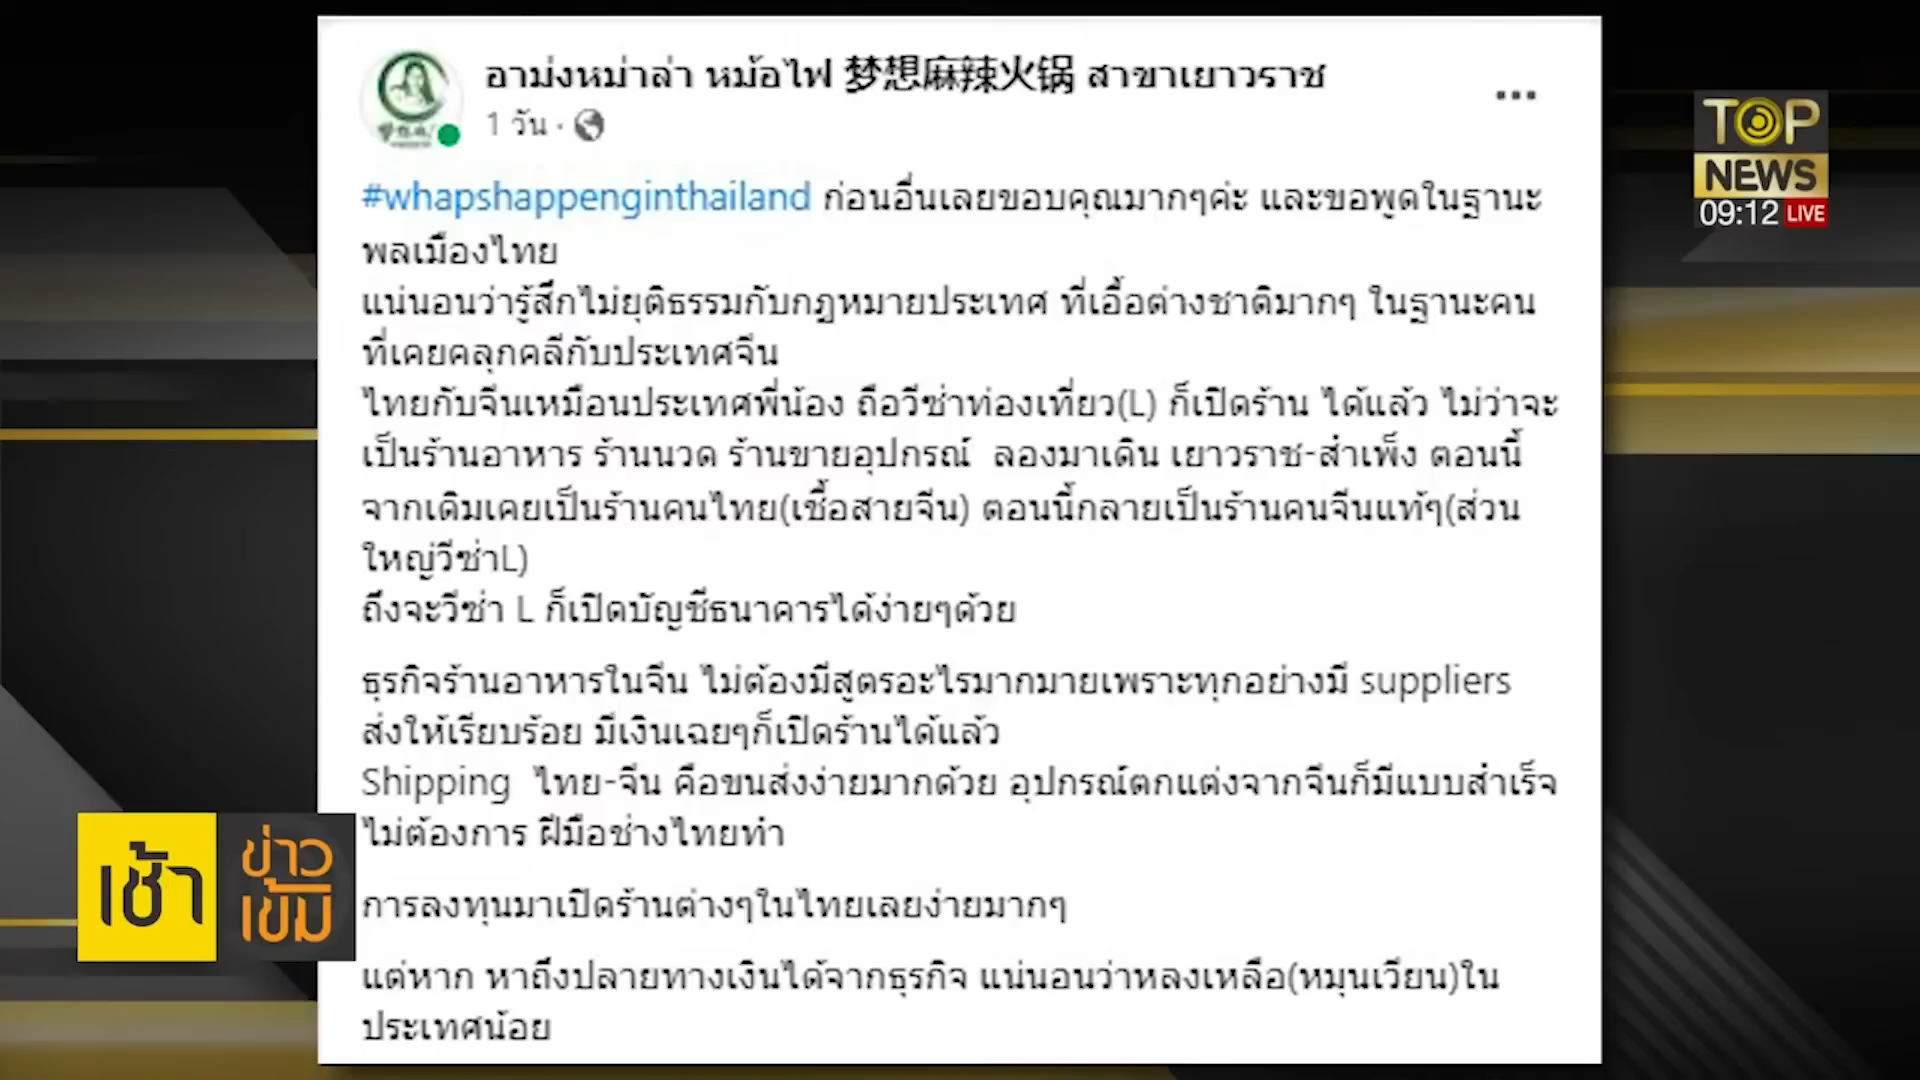 อาม่งหม่าล่า หม้อไฟ 梦想麻辣火锅 สาขาเยาวราช
1 วัน ·
#whapshappenginthailand ก่อนอื่นเลยขอบคุณมากๆค่ะ และขอพูดในฐานะ
พลเมืองไทย
แน่นอนว่ารู้สึกไม่ยุติธรรมกับกฎหมายประเทศ ที่เอื้อต่างชาติมากๆ ในฐานะคน
ที่เคยคลุกคลีกับประเทศจีน
ไทยกับจีนเหมือนประเทศพี่น้อง ถือวีซ่าท่องเที่ยว(L) ก็เปิดร้าน ได้แล้ว ไม่ว่าจะ
เป็นร้านอาหาร ร้านนวด ร้านขายอุปกรณ์ ลองมาเดิน เยาวราช-สำเพ็ง ตอนนี้
จากเดิมเคยเป็นร้านคนไทย(เชื้อสายจีน) ตอนนี้กลายเป็นร้านคนจีนแท้ๆ(ส่วน
ใหญ่วีซ่าL)
ถึงจะวีซ่า L ก็เปิดบัญชีธนาคารได้ง่ายๆด้วย
ธุรกิจร้านอาหารในจีน ไม่ต้องมีสูตรอะไรมากมายเพราะทุกอย่างมี suppliers
ส่งให้เรียบร้อย มีเงินเฉยๆก็เปิดร้านได้แล้ว
Shipping ไทย-จีน คือขนส่งง่ายมากด้วย อุปกรณ์ตกแต่งจากจีนก็มีแบบสำเร็จ
ไม่ต้องการ ฝีมือช่างไทยทำ
การลงทุนมาเปิดร้านต่างๆในไทยเลยง่ายมากๆ
แต่หาก หาถึงปลายทางเงินได้จากธุรกิจ แน่นอนว่าหลงเหลือ(หมุนเวียน)ใน
ประเทศน้อย
TOP
NEWS
09:12 LIVE
เช้า
ข่าว
เข้ม